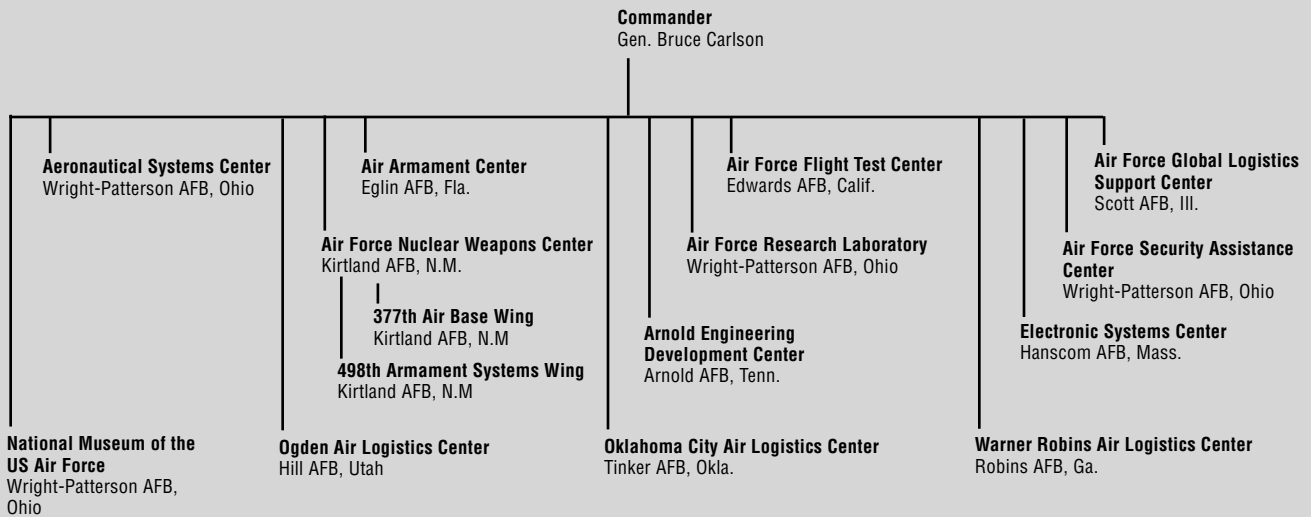 Commander
Gen. Bruce Carlson
Aeronautical Systems Center
Wright-Patterson AFB, Ohio
Air Armament Center
Eglin AFB, Fla.
Air Force Flight Test Center
Edwards AFB, Calif.
Air Force Global Logistics
Support Center
Scott AFB, Ill.
Air Force Nuclear Weapons Center
Kirtland AFB, N.M.
Air Force Research Laboratory
Wright-Patterson AFB, Ohio
Air Force Security Assistance
Center
Wright-Patterson AFB, Ohio
377th Air Base Wing
Kirtland AFB, N.M
Arnold Engineering
Development Center
Arnold AFB, Tenn.
Electronic Systems Center
Hanscom AFB, Mass.
498th Armament Systems Wing
Kirtland AFB, N.M
National Museum of the
US Air Force
Wright-Patterson AFB,
Ohio
Ogden Air Logistics Center
Hill AFB, Utah
Oklahoma City Air Logistics Center
Tinker AFB, Okla.
Warner Robins Air Logistics Center
Robins AFB, Ga.